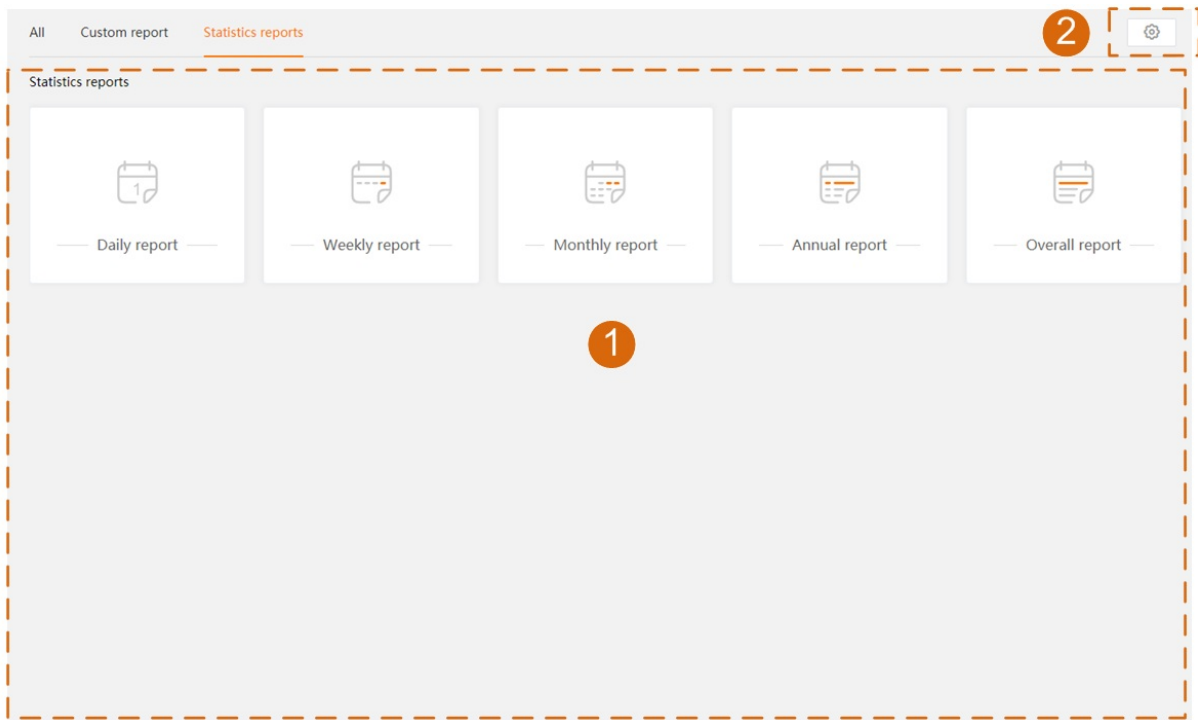 All Custom report Statistics reports 2
Statistics reports
1
Daily report Weekly report Monthly report Annual report Overall report
1